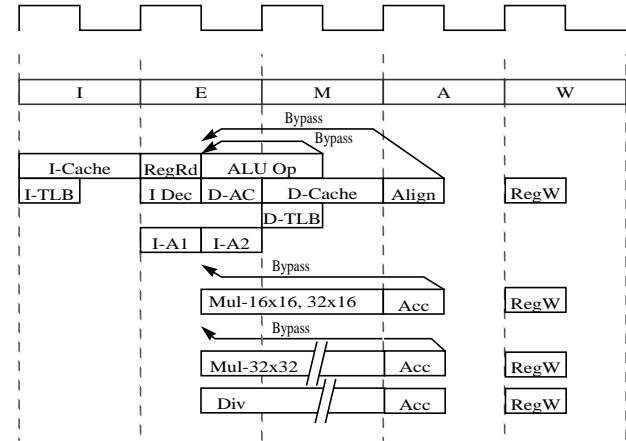 I E M A W
Bypass
Bypass
I-Cache RegRd ALU Op
I-TLB I Dec D-AC D-Cache Align RegW
D-TLB
I-A1 I-A2
Bypass
Mul-16x16, 32x16 Acc RegW
Bypass
Mul-32x32 Acc RegW
Div Acc RegW